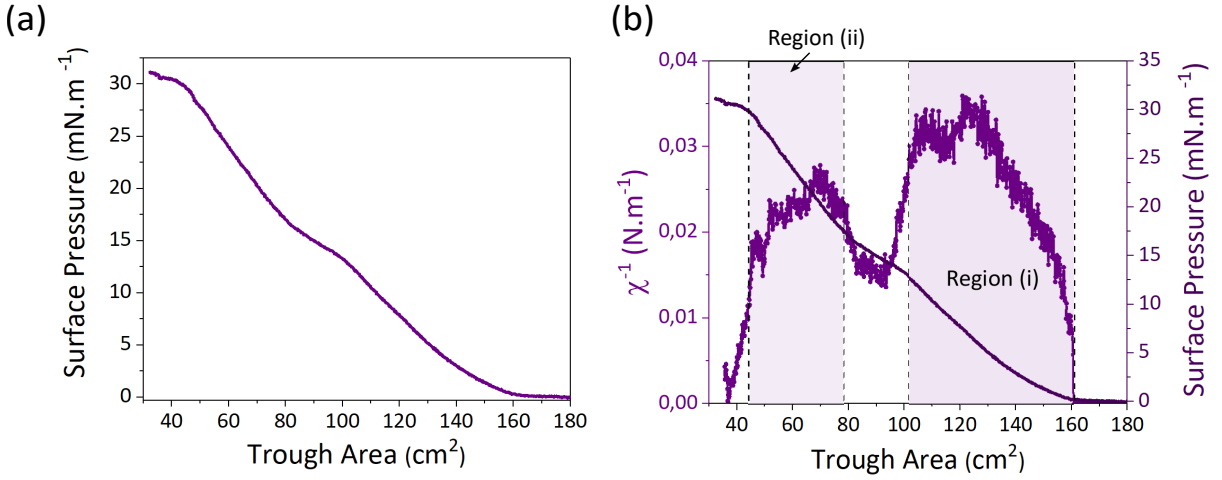 (a)
Surface Pressure (mN.m -1)
30
25
20
15
10
5
0
40 60 80 100 120 140 160 180
Trough Area (cm2)
(b)
Region (ii)
χ-1 (N.m-1)
0,04
0,03
0,02
0,01
0,00
Region (i)
35
30
25
20
15
10
5
0
Surface Pressure (mN.m-1)
40 60 80 100 120 140 160 180
Trough Area (cm2)